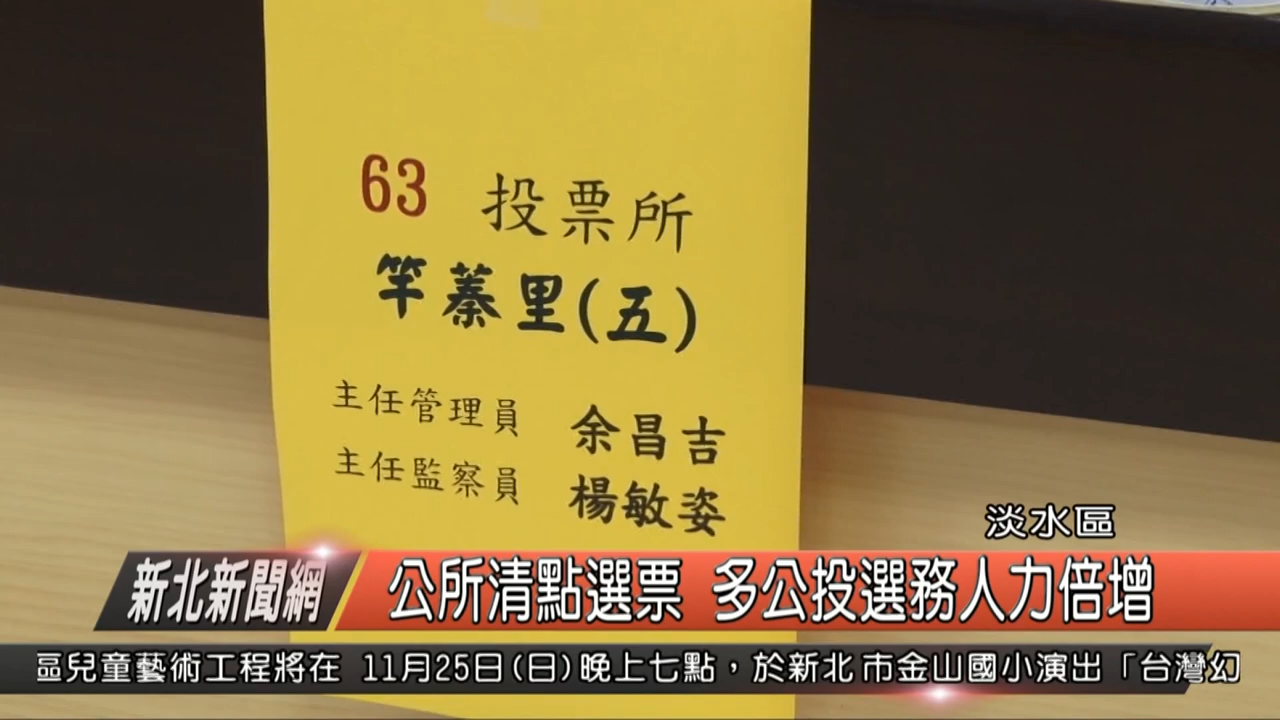 63 投票所
竿蓁里(五)
主任管理員 余昌吉
主任監察員 楊敏姿
淡水區
新北新聞網 公所清點選票 多公投選務人力倍增
區兒童藝術工程將在 11月25日(日)晚上七點，於新北市金山國小演出「台灣幻